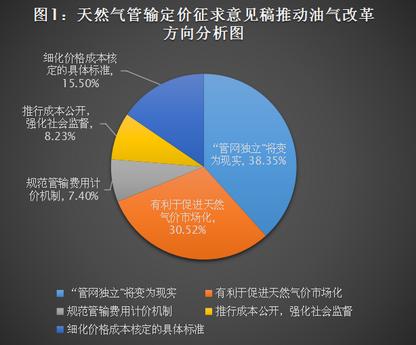 图1：天然气管输定价征求意见稿推动油气改革
方向分析图
细化价格成本核
定的具体标准,
15.50%
推行成本公开，
强化社会监督,
8.23%
规范管输费用计
价机制, 7.40%
“管网独立”将变
为现实, 38.35%
有利于促进天然
气价市场化,
30.52%
“管网独立”将变为现实
有利于促进天然气价市场化
规范管输费用计价机制
推行成本公开，强化社会监督
细化价格成本核定的具体标准